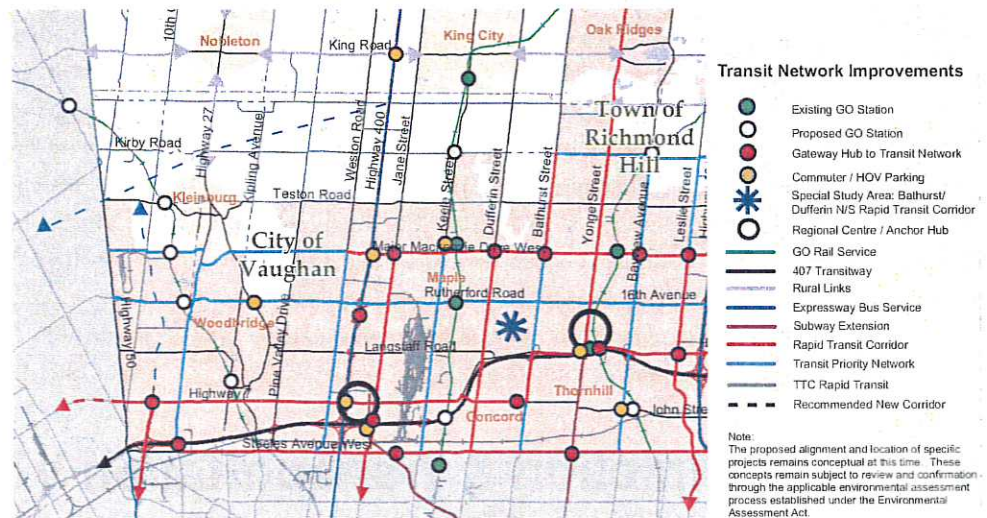 10th C
Nobleton
King Road
King City
Oak Ridges
Town of
Richmond
Hill
Kirby Road
Highway 27
Kipling Avenue
Weston Road
Highway 400
Jane Street
Keele Street
Dufferin Street
Bathurst Street
Yonge Street
Bayview Avenue
Leslie Street
Kleinburg
Teston Road
City of
Vaughan
Major Mackenzie Drive West
Maple
Rutherford Road
16th Avenue
Highway 50
Woodbridge
Pine Valley Drive
Langstaff Road
Highway 7
Thornhill
Concord
John Stre
Steeles Avenue West
Transit Network Improvements
Existing GO Station
Proposed GO Station
Gateway Hub to Transit Network
Commuter / HOV Parking
Special Study Area: Bathurst/
Dufferin N/S Rapid Transit Corridor
Regional Centre / Anchor Hub
GO Rail Service
407 Transitway
Rural Links
Expressway Bus Service
Subway Extension
Rapid Transit Corridor
Transit Priority Network
TTC Rapid Transit
Recommended New Corridor
Note:
The proposed alignment and location of specific
projects remains conceptual at this time. These
concepts remain subject to review and confirmation
through the applicable environmental assessment
process established under the Environmental
Assessment Act.